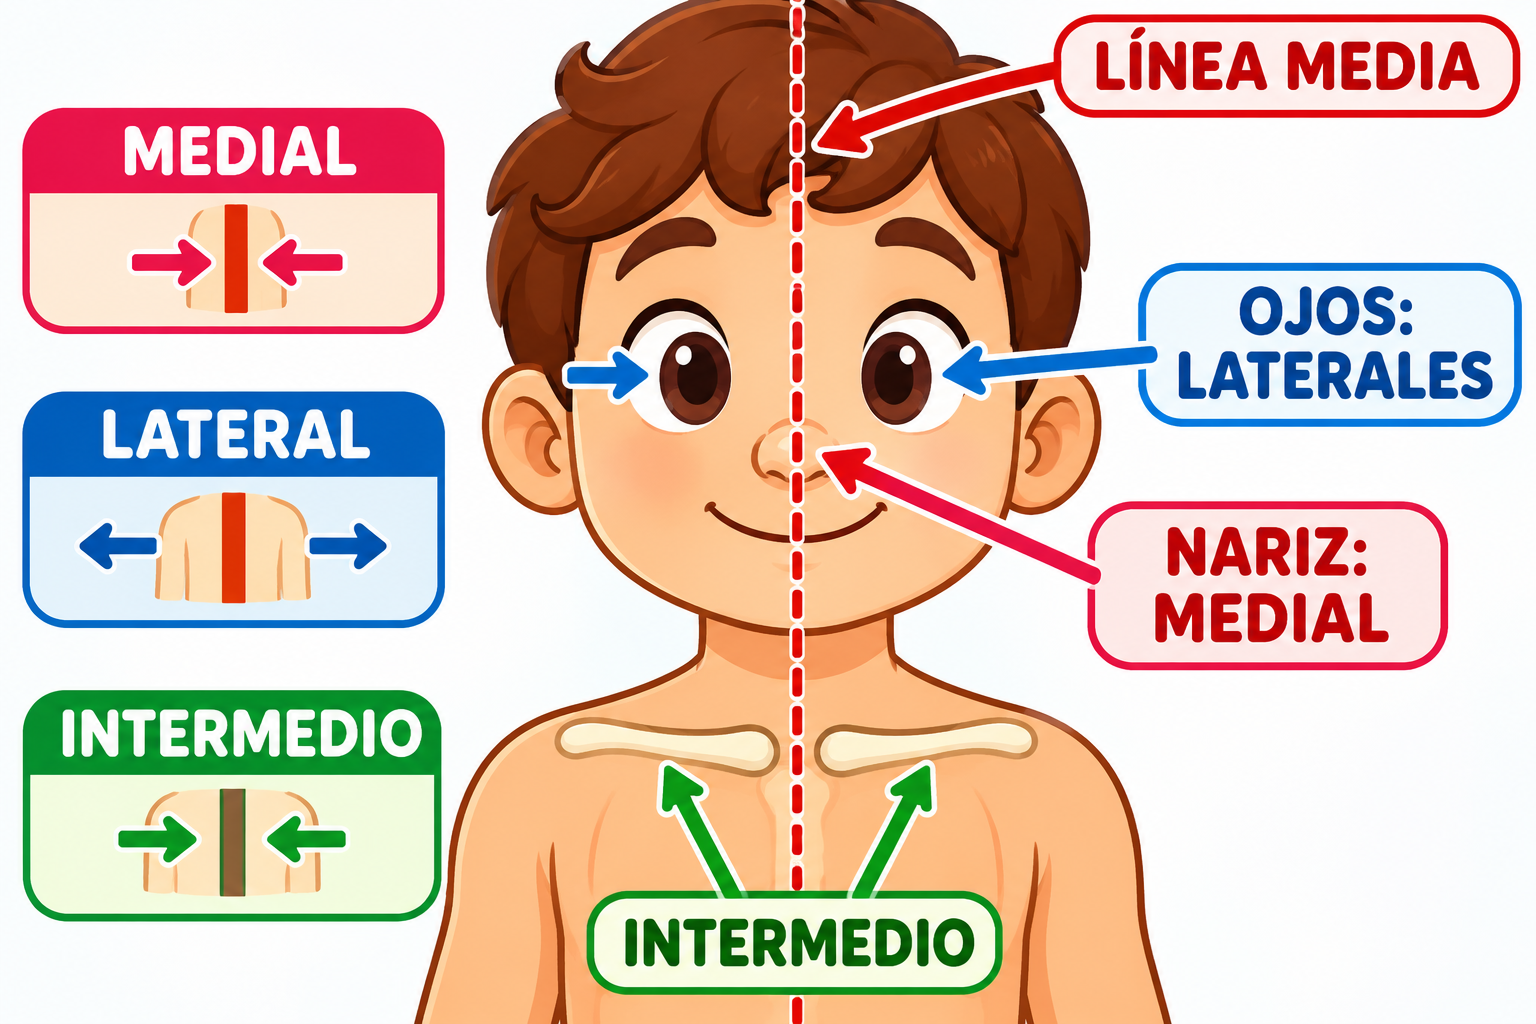 MEDIAL
LATERAL
INTERMEDIO
LÍNEA MEDIA
OJOS:
LATERALES
NARIZ:
MEDIAL
INTERMEDIO